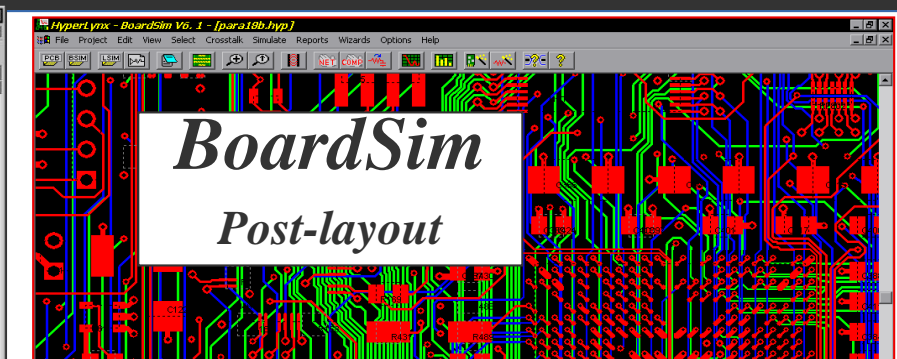 HyperLynx - BoardSim V6. 1 - [para18b.hyp]
File Project Edit View Select Crosstalk Simulate Reports Wizards Options Help
PCB BSIM LSIM NET COMP
BoardSim
Post-layout